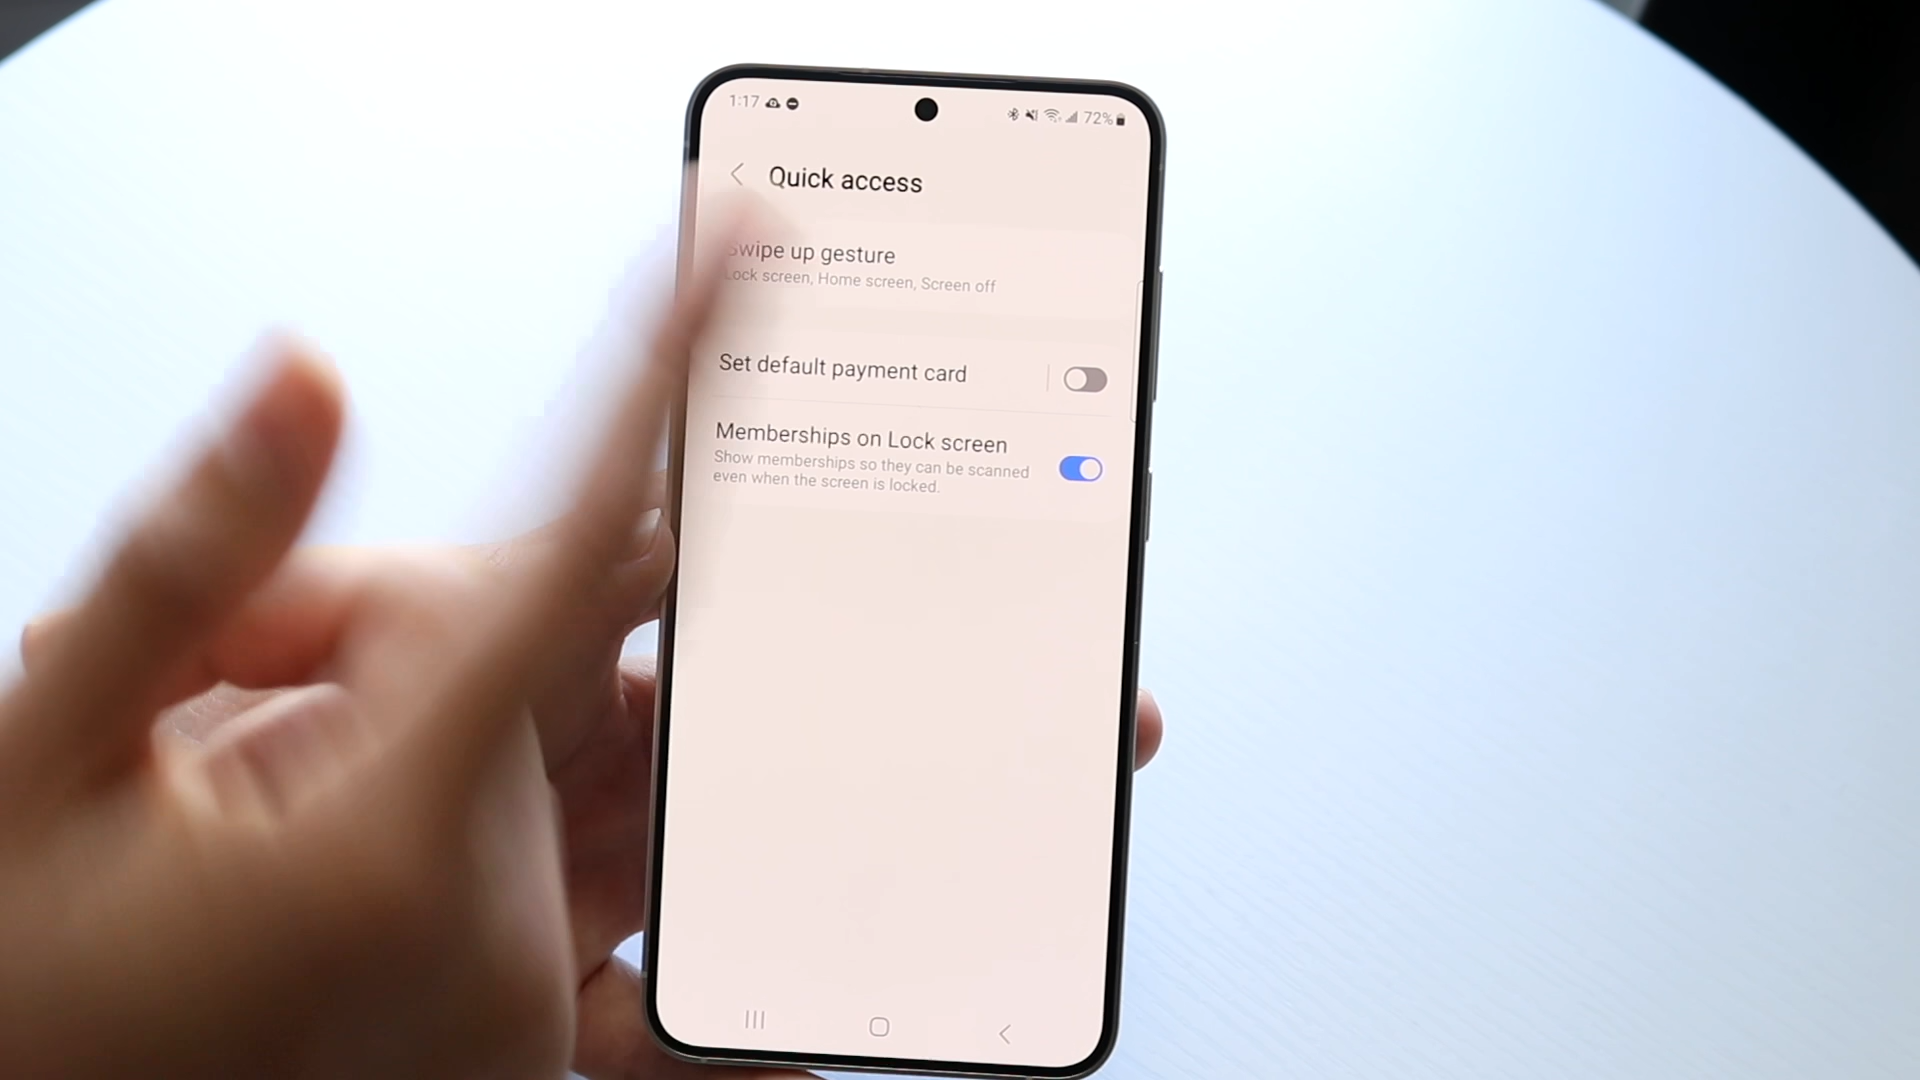 1:17 72%
Quick access
Swipe up gesture
Lock screen, Home screen, Screen off
Set default payment card
Memberships on Lock screen
Show memberships so they can be scanned
even when the screen is locked.